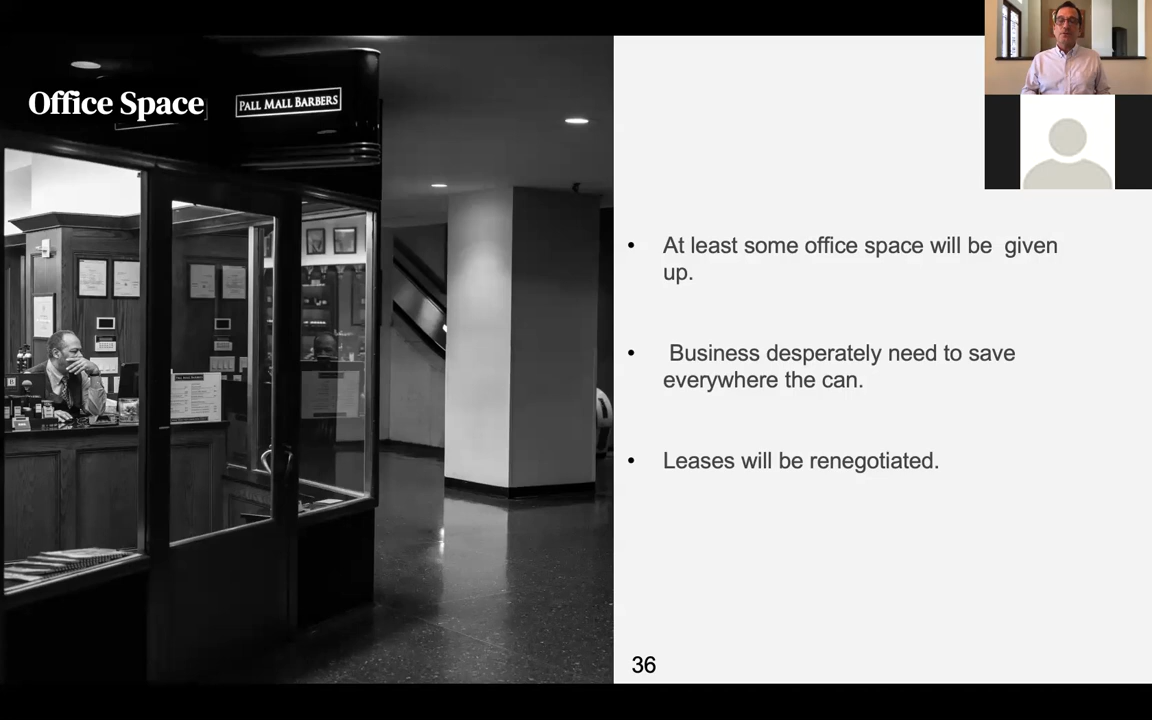 Office Space
PALL MALL BARBERS
• At least some office space will be  given
up.
• Business desperately need to save
everywhere the can.
• Leases will be renegotiated.
36